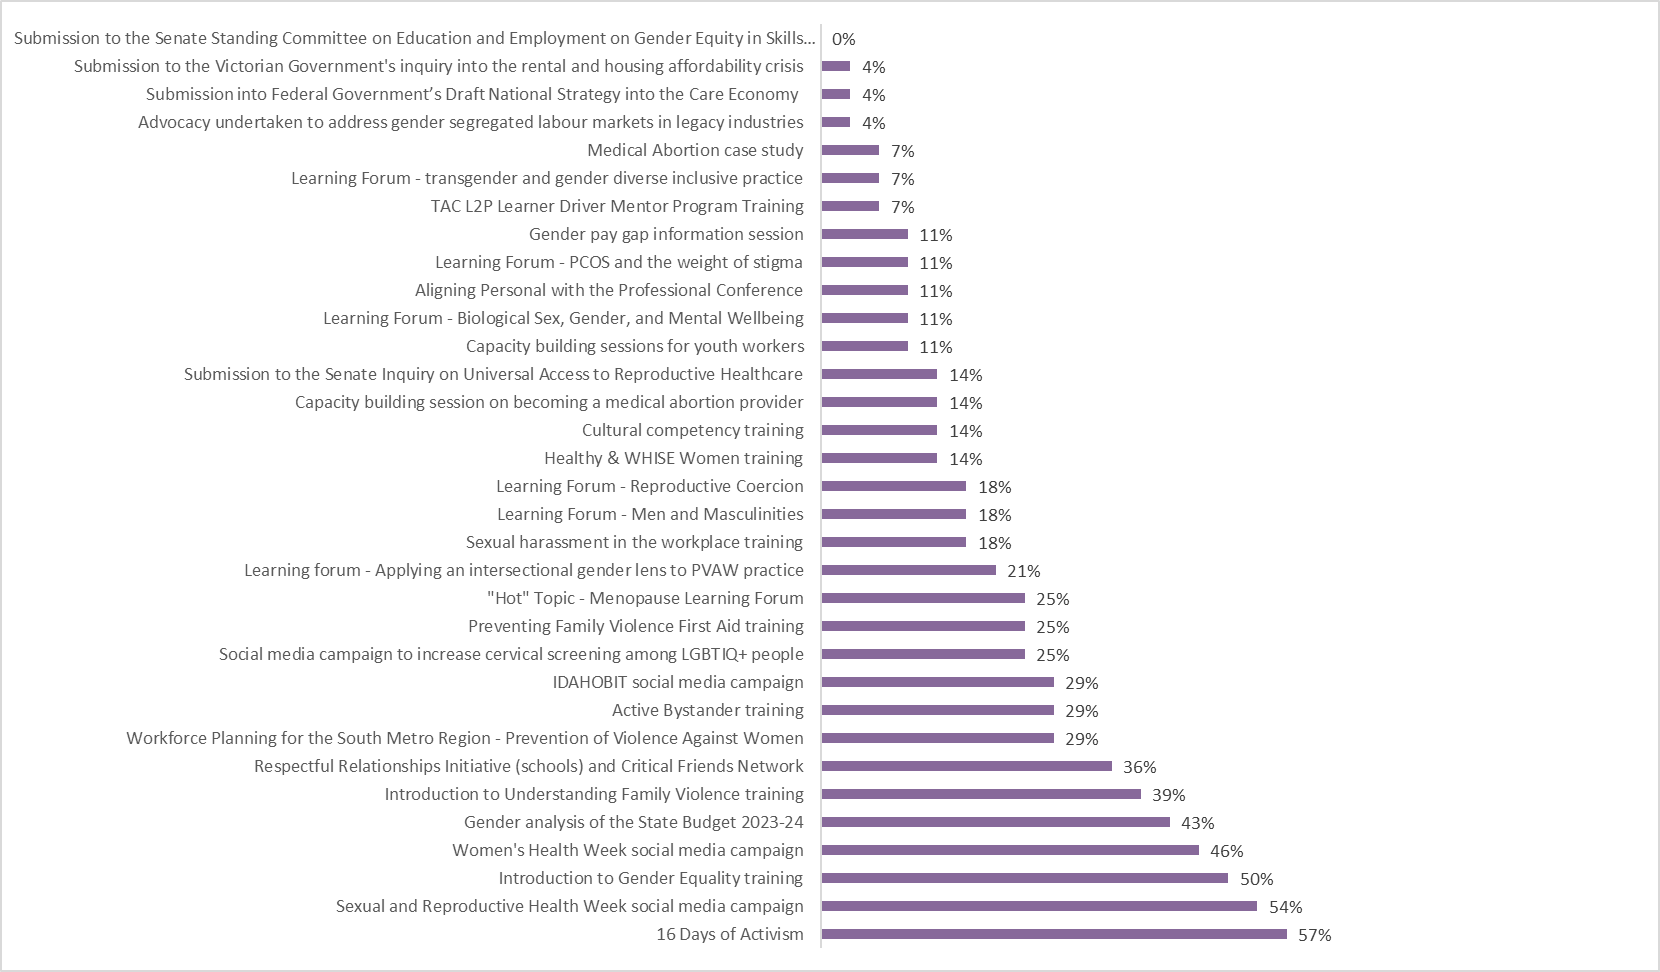 Submission to the Senate Standing Committee on Education and Employment on Gender Equity in Skills... 0%
Submission to the Victorian Government's inquiry into the rental and housing affordability crisis 4%
Submission into Federal Government’s Draft National Strategy into the Care Economy 4%
Advocacy undertaken to address gender segregated labour markets in legacy industries 4%
Medical Abortion case study 7%
Learning Forum - transgender and gender diverse inclusive practice 7%
TAC L2P Learner Driver Mentor Program Training 7%
Gender pay gap information session 11%
Learning Forum - PCOS and the weight of stigma 11%
Aligning Personal with the Professional Conference 11%
Learning Forum - Biological Sex, Gender, and Mental Wellbeing 11%
Capacity building sessions for youth workers 11%
Submission to the Senate Inquiry on Universal Access to Reproductive Healthcare 14%
Capacity building session on becoming a medical abortion provider 14%
Cultural competency training 14%
Healthy & WHISE Women training 14%
Learning Forum - Reproductive Coercion 18%
Learning Forum - Men and Masculinities 18%
Sexual harassment in the workplace training 18%
Learning forum - Applying an intersectional gender lens to PVAW practice 21%
"Hot" Topic - Menopause Learning Forum 25%
Preventing Family Violence First Aid training 25%
Social media campaign to increase cervical screening among LGBTIQ+ people 25%
IDAHOBIT social media campaign 29%
Active Bystander training 29%
Workforce Planning for the South Metro Region - Prevention of Violence Against Women 29%
Respectful Relationships Initiative (schools) and Critical Friends Network 36%
Introduction to Understanding Family Violence training 39%
Gender analysis of the State Budget 2023-24 43%
Women's Health Week social media campaign 46%
Introduction to Gender Equality training 50%
Sexual and Reproductive Health Week social media campaign 54%
16 Days of Activism 57%